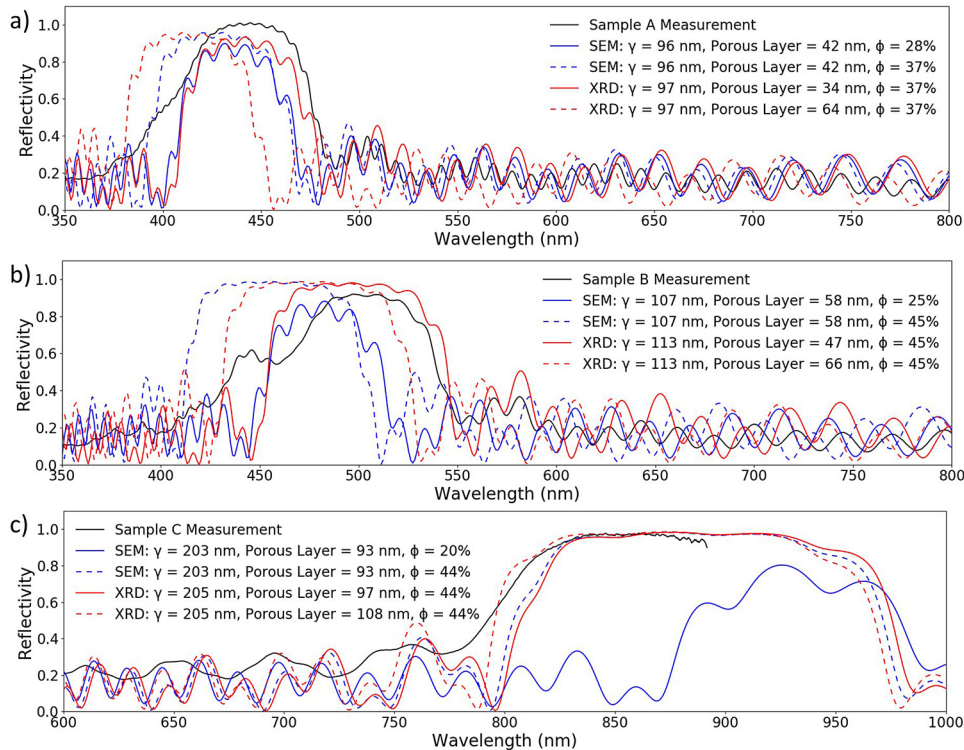 a)
Reflectivity
1.0
0.8
0.6
0.4
0.2
0.0
Sample A Measurement
SEM: γ = 96 nm, Porous Layer = 42 nm, ϕ = 28%
SEM: γ = 96 nm, Porous Layer = 42 nm, ϕ = 37%
XRD: γ = 97 nm, Porous Layer = 34 nm, ϕ = 37%
XRD: γ = 97 nm, Porous Layer = 64 nm, ϕ = 37%
350 400 450 500 550 600 650 700 750 800
Wavelength (nm)
b)
Reflectivity
1.0
0.8
0.6
0.4
0.2
0.0
Sample B Measurement
SEM: γ = 107 nm, Porous Layer = 58 nm, ϕ = 25%
SEM: γ = 107 nm, Porous Layer = 58 nm, ϕ = 45%
XRD: γ = 113 nm, Porous Layer = 47 nm, ϕ = 45%
XRD: γ = 113 nm, Porous Layer = 66 nm, ϕ = 45%
350 400 450 500 550 600 650 700 750 800
Wavelength (nm)
c)
Reflectivity
1.0
0.8
0.6
0.4
0.2
0.0
Sample C Measurement
SEM: γ = 203 nm, Porous Layer = 93 nm, ϕ = 20%
SEM: γ = 203 nm, Porous Layer = 93 nm, ϕ = 44%
XRD: γ = 205 nm, Porous Layer = 97 nm, ϕ = 44%
XRD: γ = 205 nm, Porous Layer = 108 nm, ϕ = 44%
600 650 700 750 800 850 900 950 1000
Wavelength (nm)